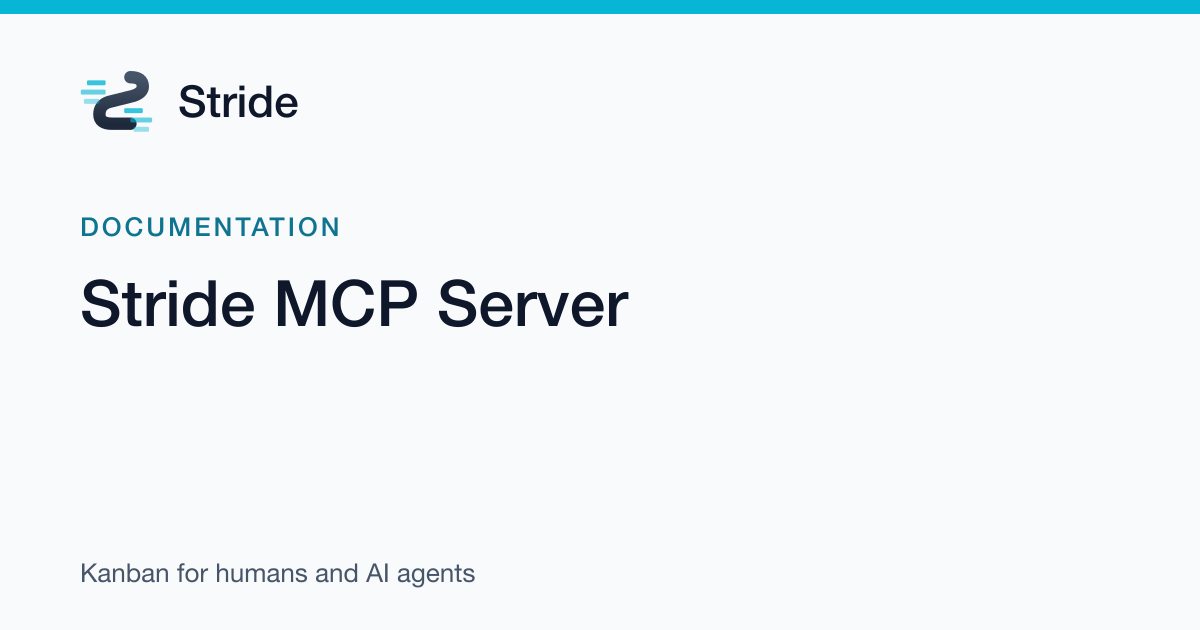 Stride
DOCUMENTATION
Stride MCP Server
Kanban for humans and AI agents